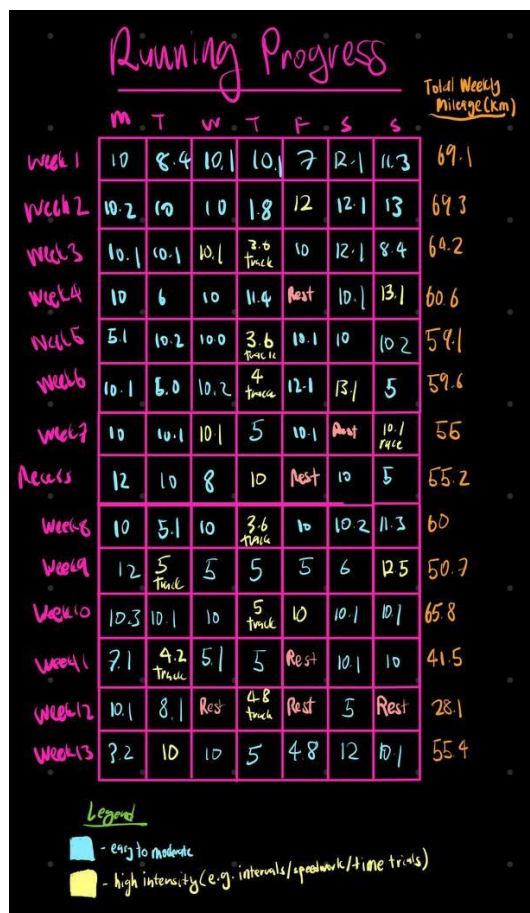 Running Progress
Total Weekly
Mileage (km)
M T W T F S S
Week 1 10 8.4 10.1 10.1 7 12.1 11.3 69.1
Week 2 10.2 10 10 1.8 12 12.1 13 69.3
Week 3 10.1 10.1 10.1 3.6 track 10 12.1 8.4 64.2
Week 4 10 6 10 11.4 Rest 10.1 13.1 60.6
Week 5 5.1 10.2 10.0 3.6 track 10.1 10 10.2 59.1
Week 6 10.1 5.0 10.2 4 track 12.1 13.1 5 59.6
Week 7 10 10.1 10.1 5 10.1 Rest 10.1 race 55
Recess 12 10 8 10 Rest 10 5 55.2
Week 8 10 5.1 10 3.6 track 10 10.2 11.3 60
Week 9 12 5 track 5 5 5 6 12.5 50.7
Week 10 10.3 10.1 10 5 track 10 10.1 10.1 65.8
Week 11 7.1 4.2 track 5.1 5 Rest 10.1 10 41.5
Week 12 10.1 8.1 Rest 4.8 track Rest 5 Rest 28.1
Week 13 3.2 10 10 5 4.8 12 10.1 55.4
Legend
- easy to moderate
- high intensity (e.g. intervals/speedwork/time trials)